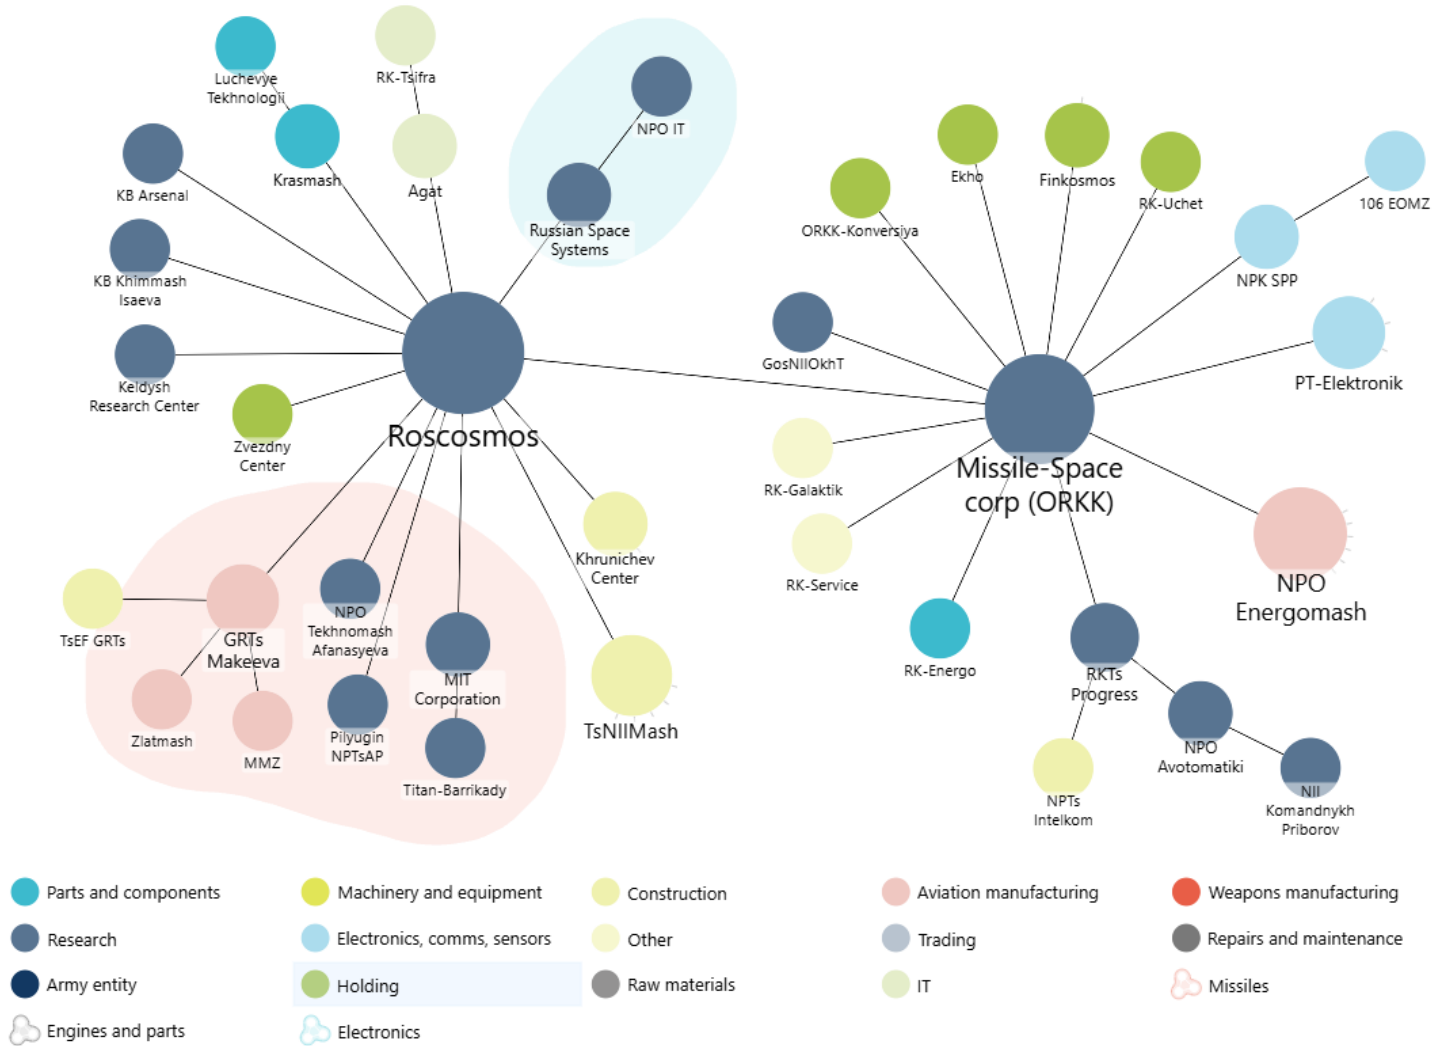 Luchevye
Tekhnologii
RK-Tsifra
NPO IT
Krasmash
Agat
KB Arsenal
Russian Space
Systems
KB Khimmash
Isaeva
Keldysh
Research Center
Zvezdny
Center
Roscosmos
Khrunichev
Center
TsEF GRTs
GRTs
Makeeva
NPO
Tekhnomash
Afanasyeva
MIT
Corporation
Zlatmash
MMZ
Pilyugin
NPTsAP
Titan-Barrikady
TsNIIMash
Ekho
Finkosmos
RK-Uchet
106 EOMZ
ORKK-Konversiya
NPK SPP
GosNIIOkhT
PT-Elektronik
Missile-Space
corp (ORKK)
RK-Galaktik
RK-Service
NPO
Energomash
RK-Energo
RKTs
Progress
NPO
Avotomatiki
NPTs
Intelkom
NII
Komandnykh
Priborov
Parts and components
Machinery and equipment
Construction
Aviation manufacturing
Weapons manufacturing
Research
Electronics, comms, sensors
Other
Trading
Repairs and maintenance
Army entity
Holding
Raw materials
IT
Missiles
Engines and parts
Electronics